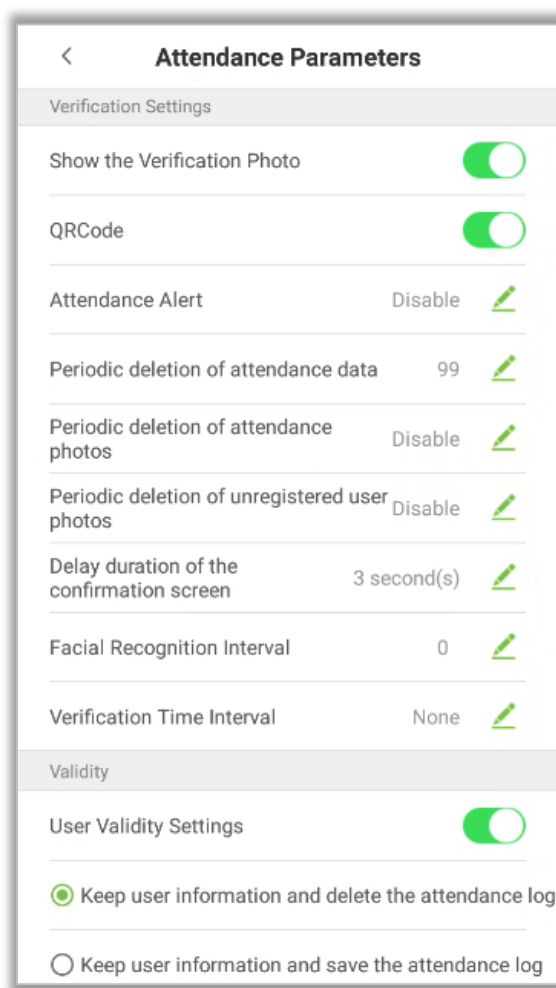 Attendance Parameters
Verification Settings
Show the Verification Photo
QRCode
Attendance Alert Disable
Periodic deletion of attendance data 99
Periodic deletion of attendance
photos Disable
Periodic deletion of unregistered user
photos Disable
Delay duration of the
confirmation screen 3 second(s)
Facial Recognition Interval 0
Verification Time Interval None
Validity
User Validity Settings
Keep user information and delete the attendance log
Keep user information and save the attendance log